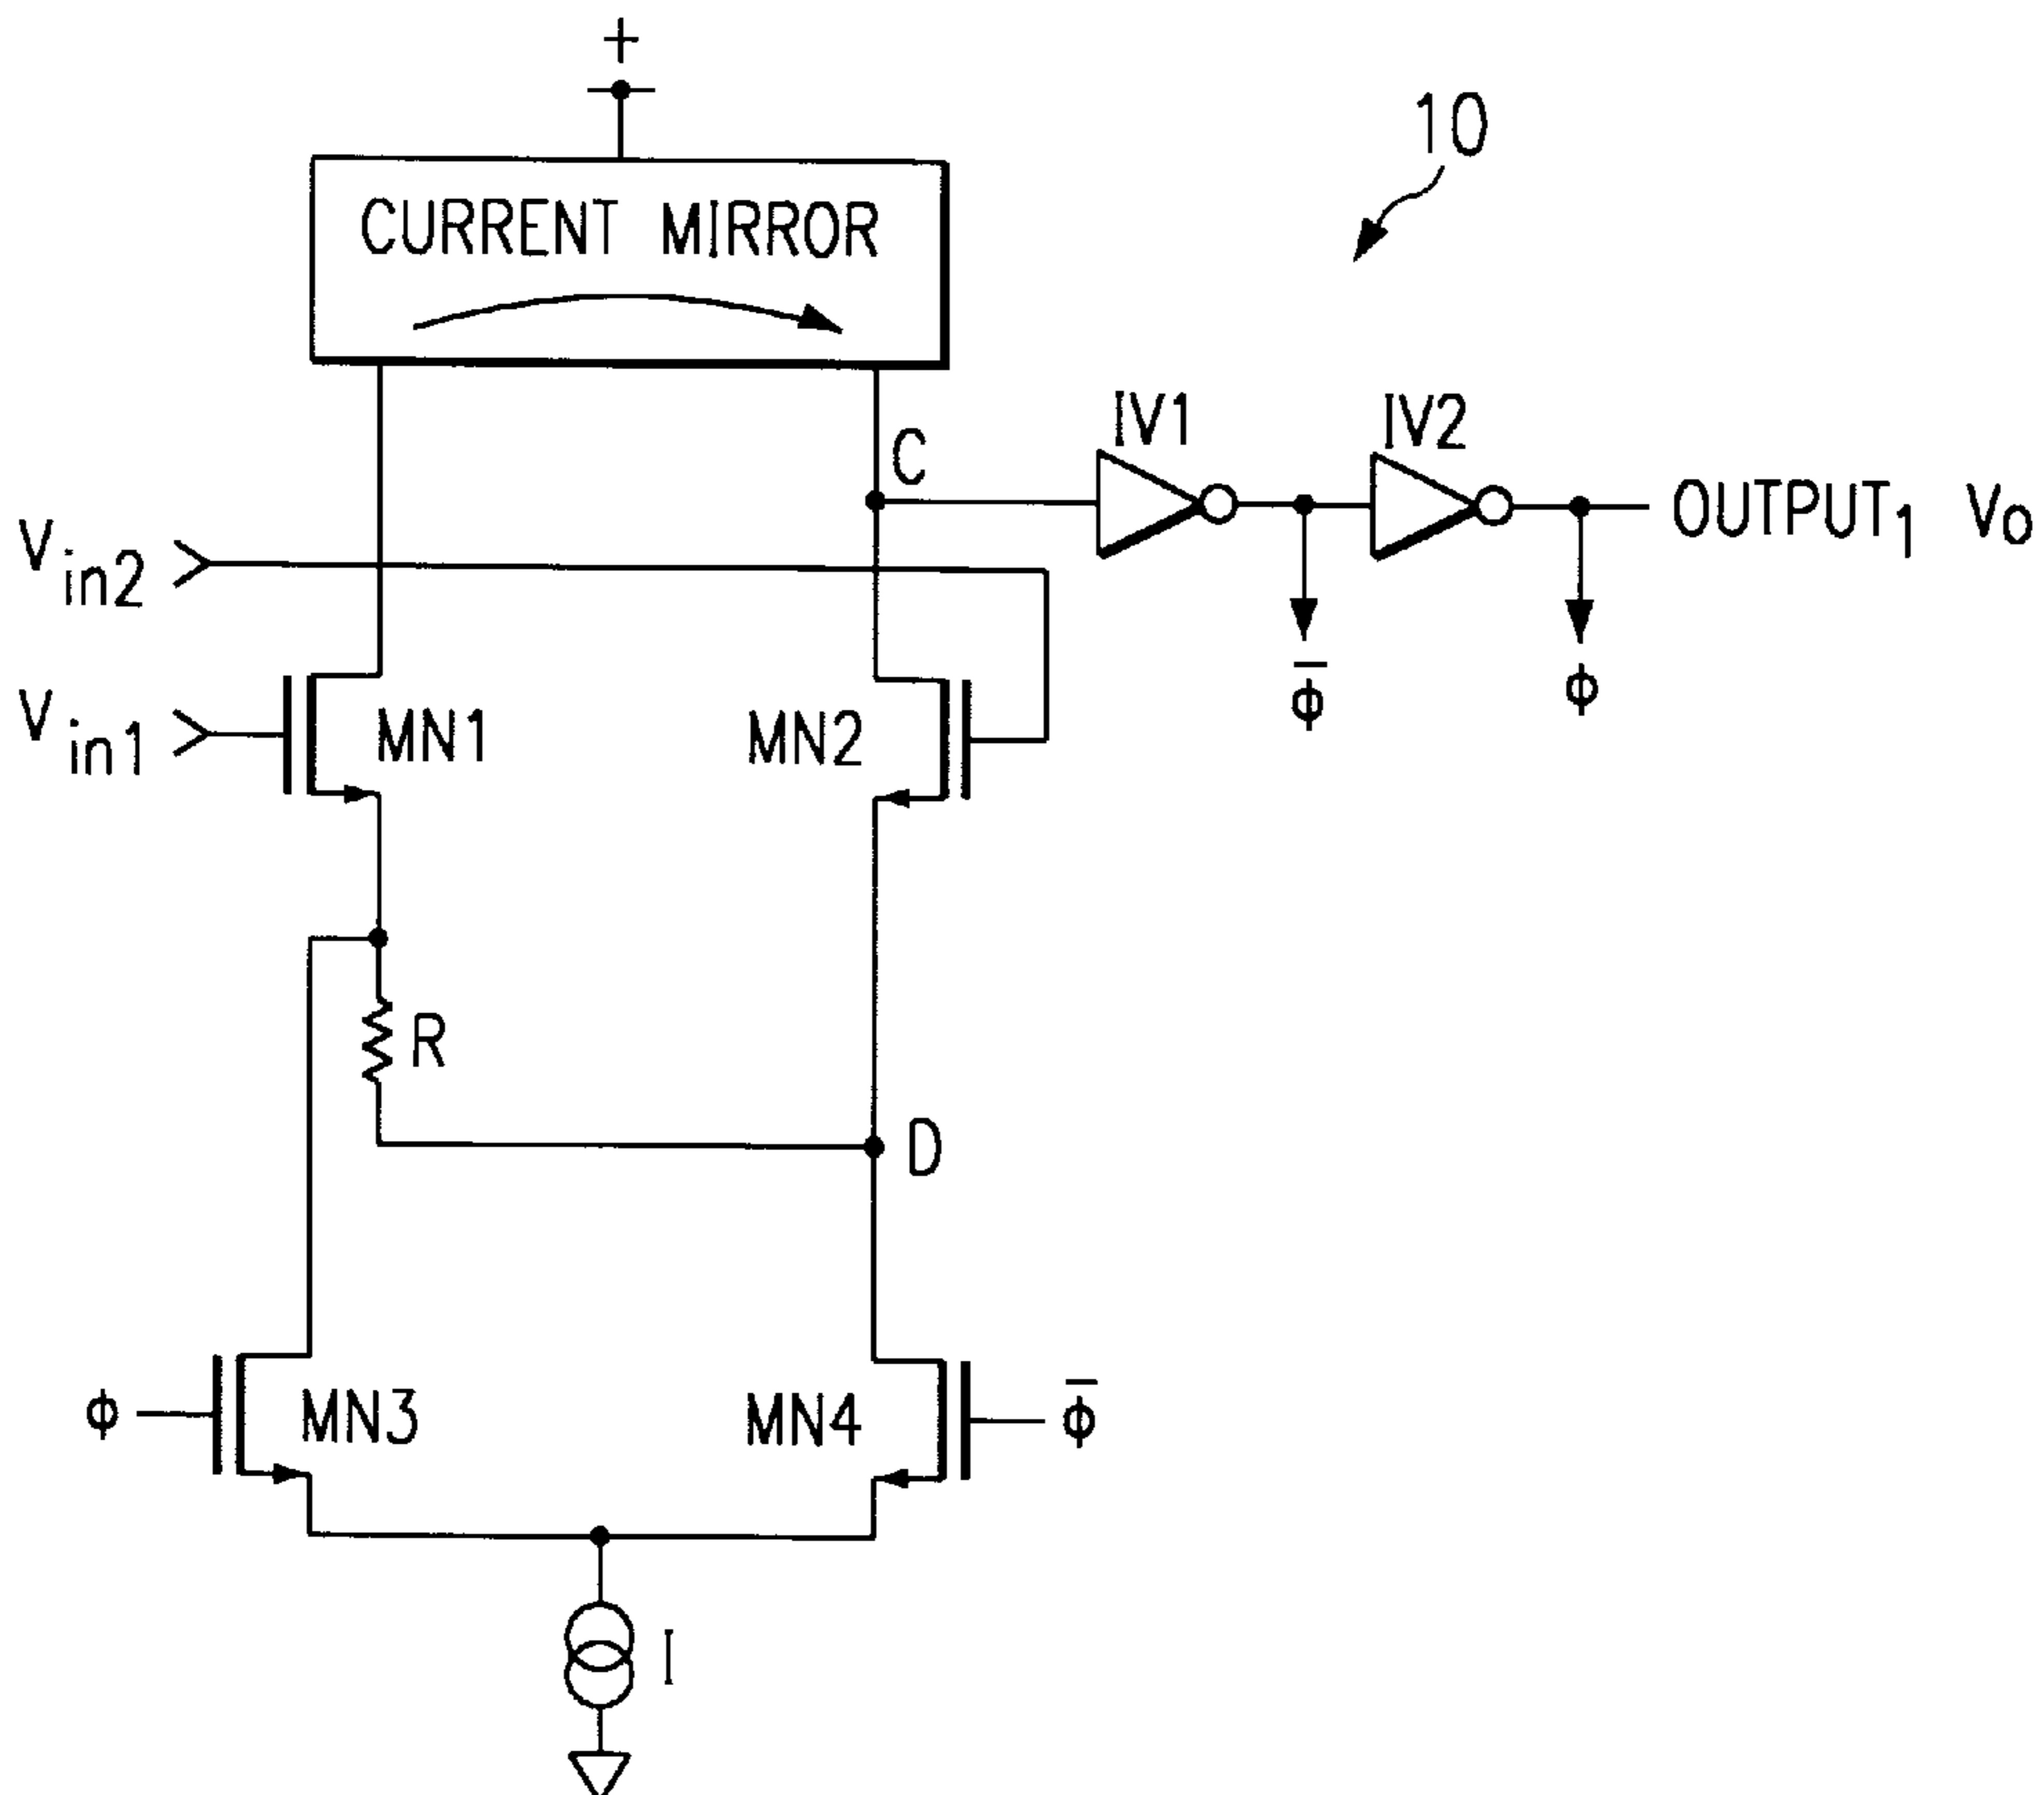 +
10
CURRENT MIRROR
IV1
IV2
C
OUTPUT1 Vo
Vin2
ϕ̅
ϕ
Vin1
MN1
MN2
R
D
ϕ
MN3
MN4
ϕ̅
I